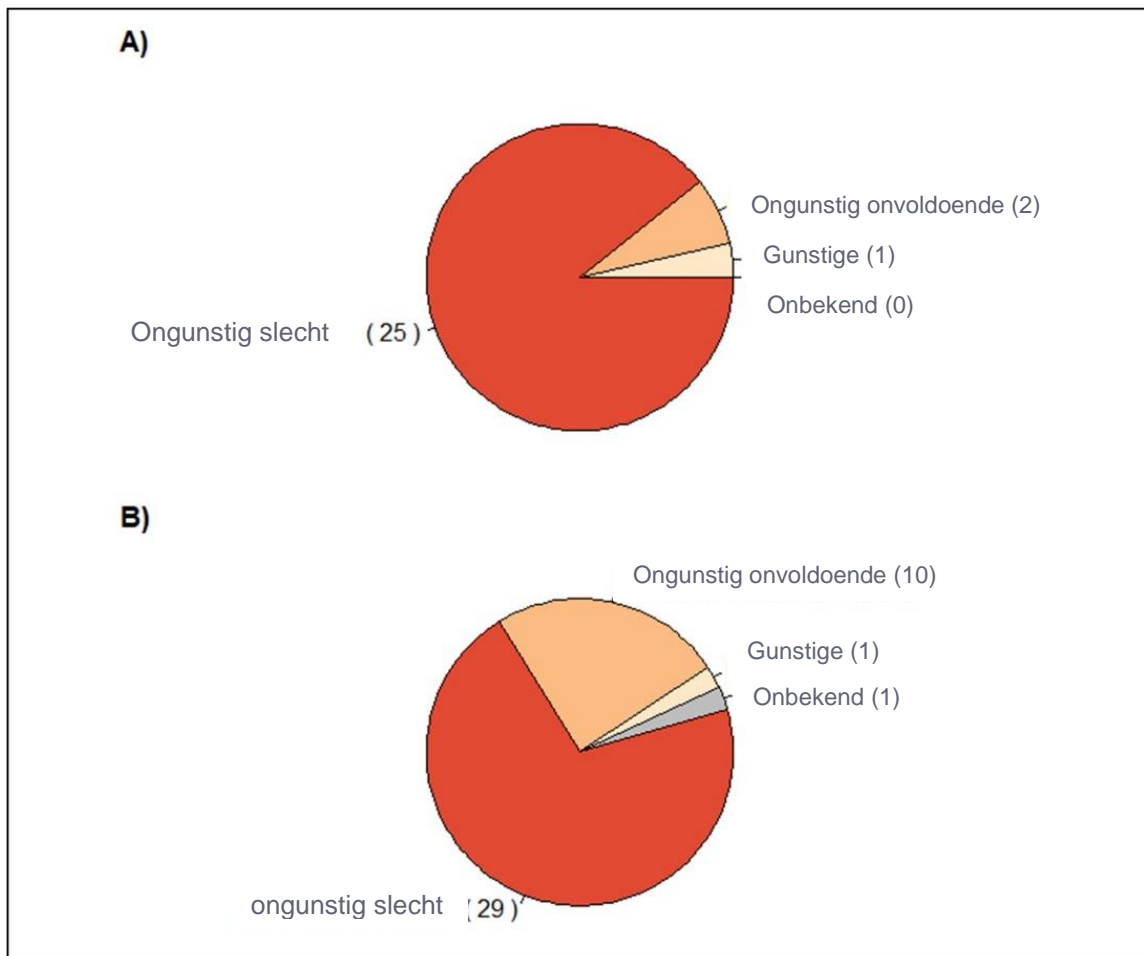 A)
Ongunstig onvoldoende (2)
Gunstige (1)
Onbekend (0)
Ongunstig slecht ( 25 )
B)
Ongunstig onvoldoende (10)
Gunstige (1)
Onbekend (1)
ongunstig slecht ( 29 )